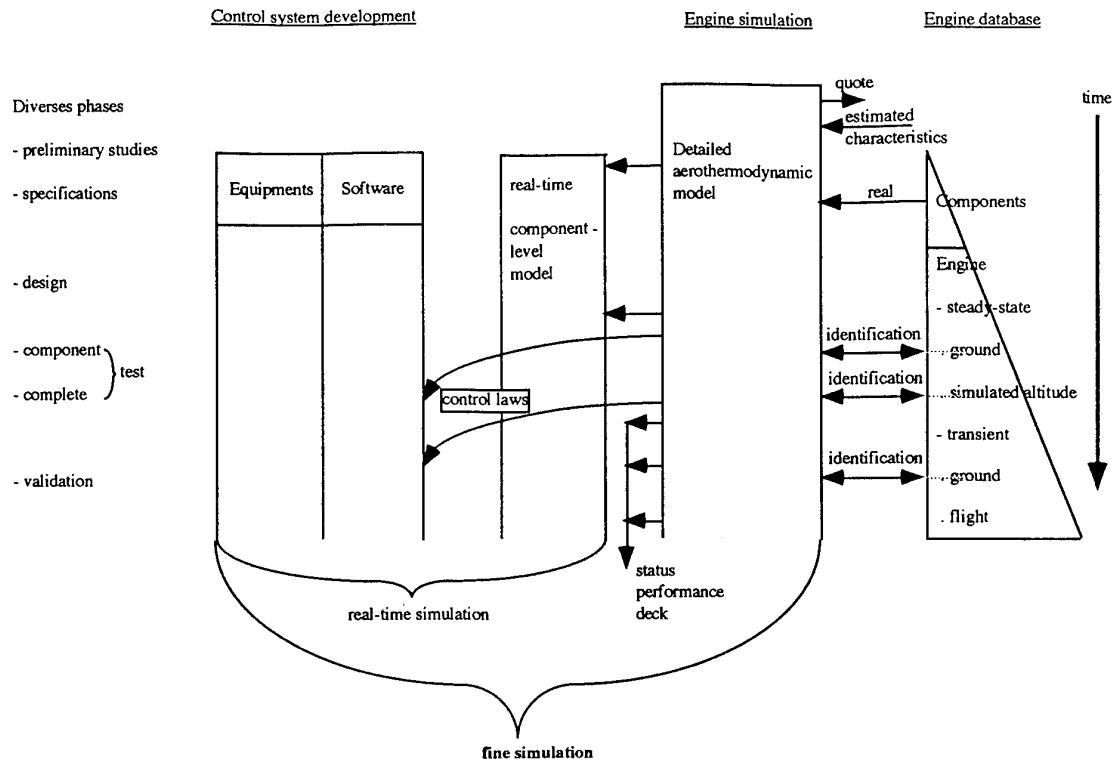 Control system development
Engine simulation
Engine database
Diverses phases
- preliminary studies
- specifications
- design
- component
- complete
test
- validation
Equipments
Software
real-time
component -
level
model
control laws
Detailed
aerothermodynamic
model
quote
estimated
characteristics
real
identification
identification
identification
Components
Engine
- steady-state
. ground
. simulated altitude
- transient
. ground
. flight
time
status
performance
deck
real-time simulation
fine simulation